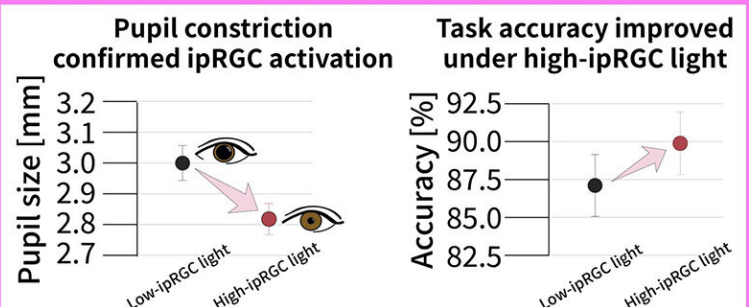 Pupil constriction
confirmed ipRGC activation
Pupil size [mm]
3.2
3.1
3.0
2.9
2.8
2.7
Low-ipRGC light
High-ipRGC light
Task accuracy improved
under high-ipRGC light
Accuracy [%]
92.5
90.0
87.5
85.0
82.5
Low-ipRGC light
High-ipRGC light